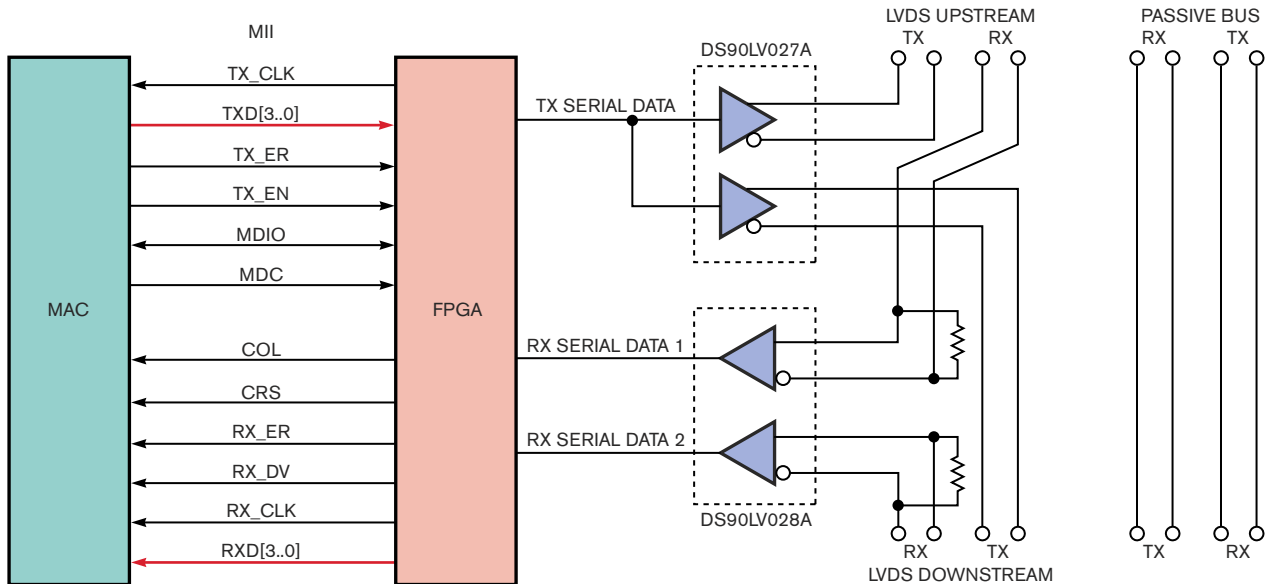 MII
TX_CLK
TXD[3..0]
TX_ER
TX_EN
MDIO
MDC
COL
CRS
RX_ER
RX_DV
RX_CLK
RXD[3..0]
MAC
FPGA
TX SERIAL DATA
RX SERIAL DATA 1
RX SERIAL DATA 2
DS90LV027A
DS90LV028A
LVDS UPSTREAM
TX RX
RX TX
LVDS DOWNSTREAM
PASSIVE BUS
RX TX
TX RX